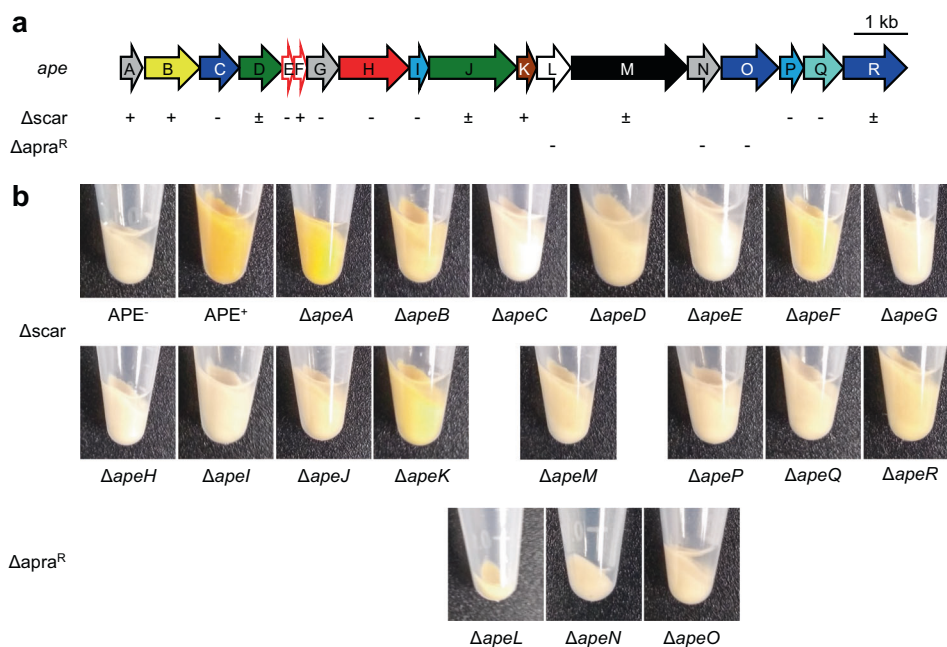 a
1 kb
ape A B C D E F G H I J K L M N O P Q R
Δscar + + - ± - + - - - ± + ± - - ±
ΔapraR - - -
b
APE- APE+ ΔapeA ΔapeB ΔapeC ΔapeD ΔapeE ΔapeF ΔapeG
Δscar
ΔapeH ΔapeI ΔapeJ ΔapeK ΔapeM ΔapeP ΔapeQ ΔapeR
ΔapraR
ΔapeL ΔapeN ΔapeO